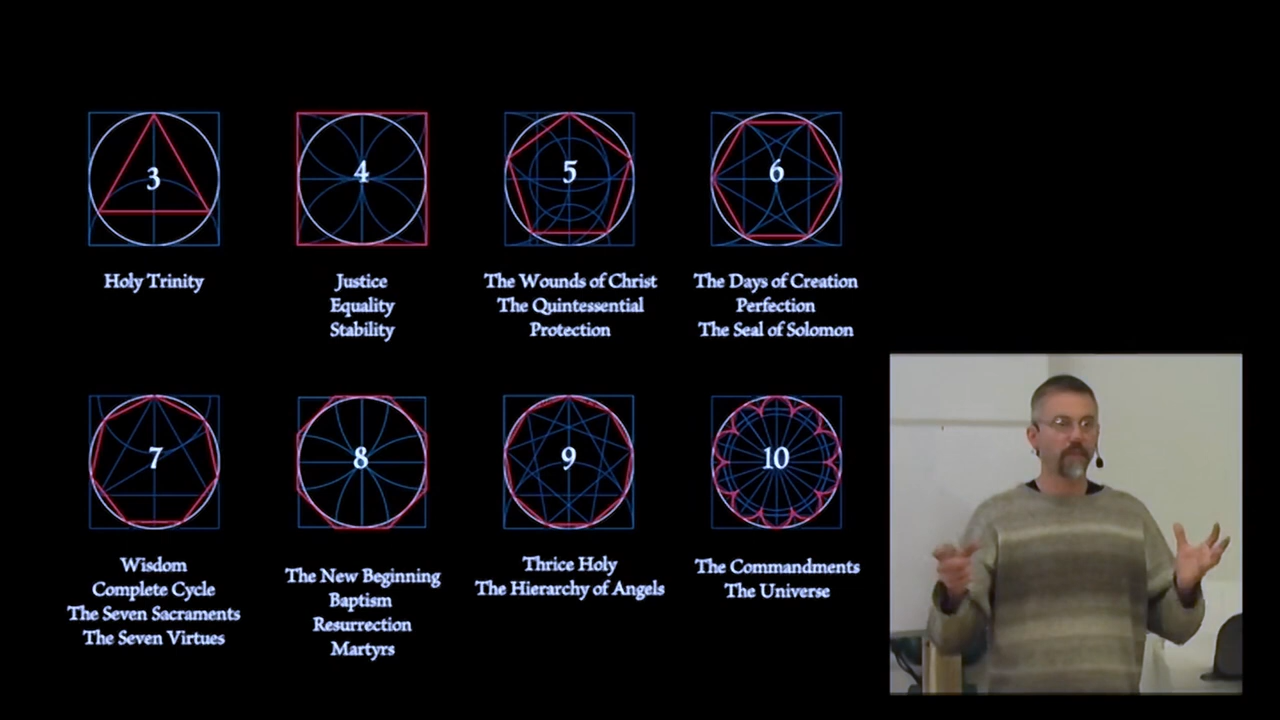 3
4
5
6
Holy Trinity
Justice
Equality
Stability
The Wounds of Christ
The Quintessential
Protection
The Days of Creation
Perfection
The Seal of Solomon
7
8
9
10
Wisdom
Complete Cycle
The Seven Sacraments
The Seven Virtues
The New Beginning
Baptism
Resurrection
Martyrs
Thrice Holy
The Hierarchy of Angels
The Commandments
The Universe